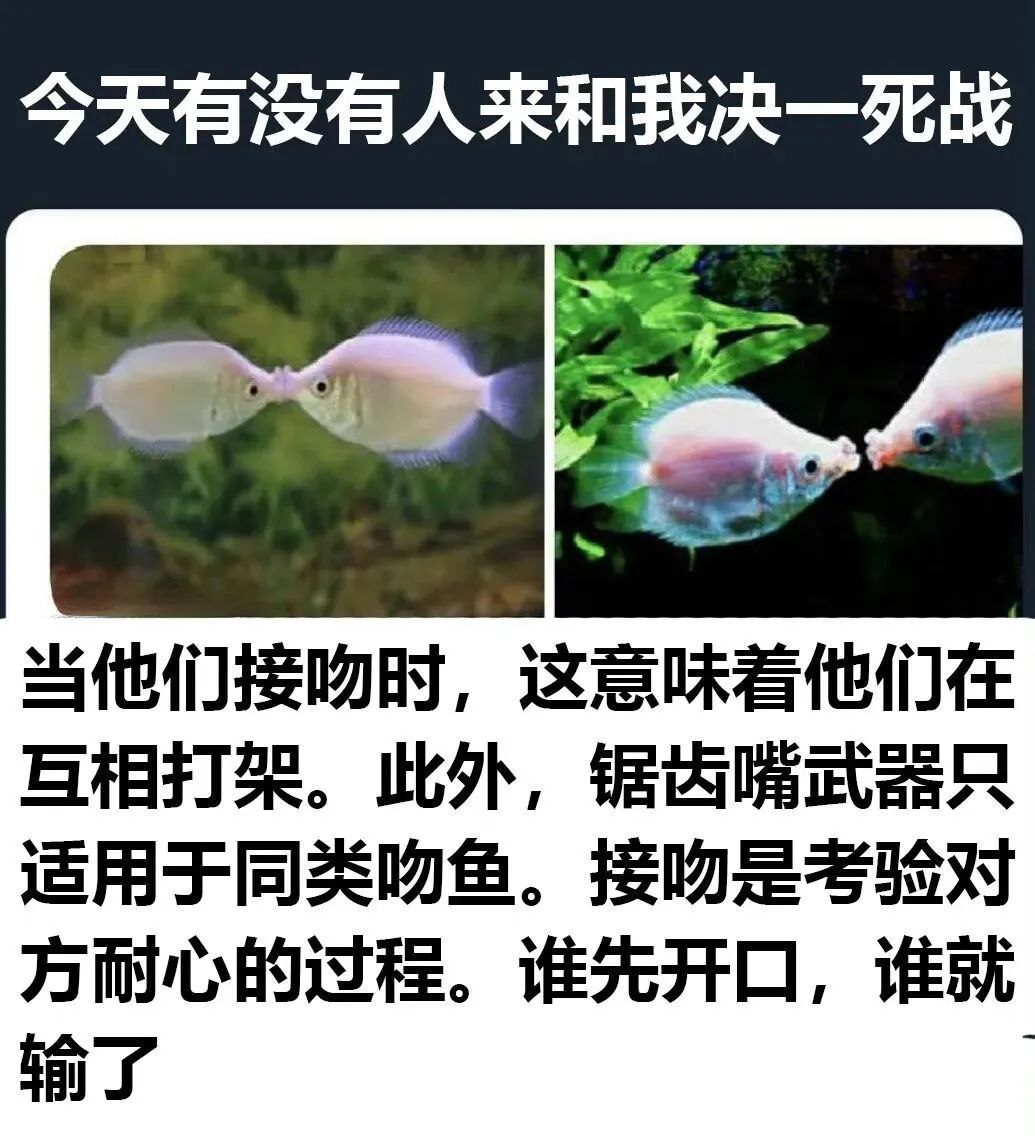 今天有没有人来和我决一死战
当他们接吻时，这意味着他们在
互相打架。此外，锯齿嘴武器只
适用于同类吻鱼。接吻是考验对
方耐心的过程。谁先开口，谁就
输了